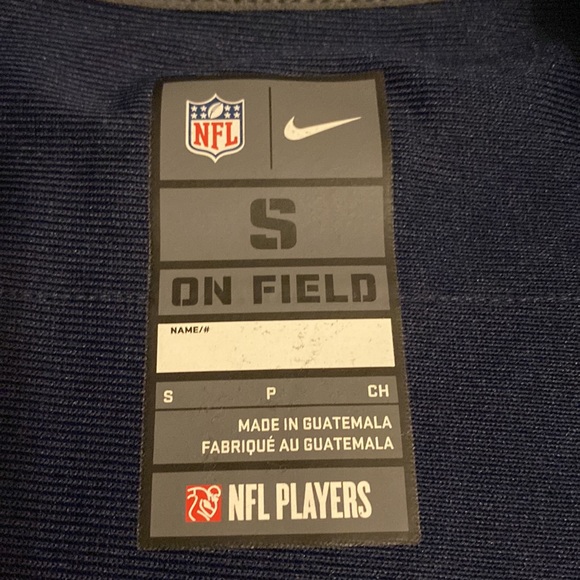 NFL
S
ON FIELD
NAME/#
S P CH
MADE IN GUATEMALA
FABRIQUÉ AU GUATEMALA
NFL PLAYERS